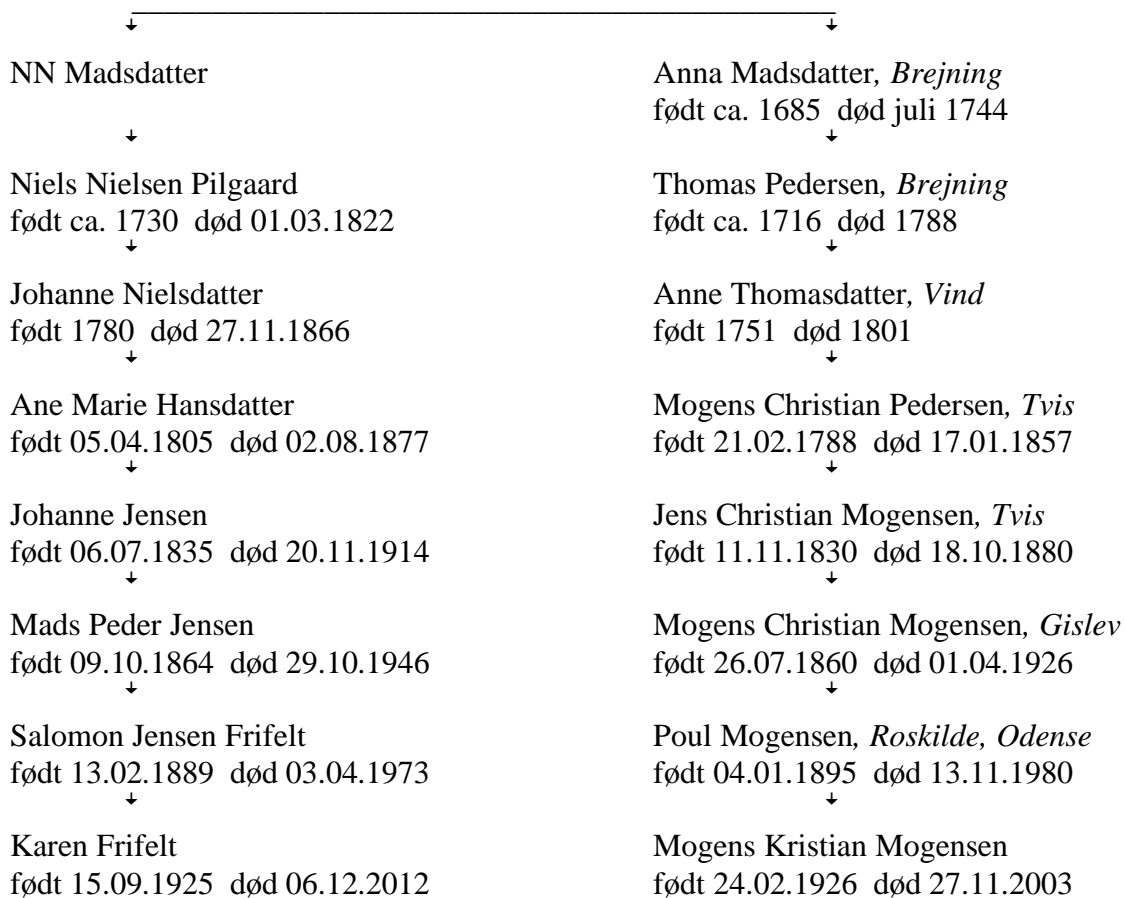 NN Madsdatter
Anna Madsdatter, Brejning
født ca. 1685 død juli 1744
Niels Nielsen Pilgaard
født ca. 1730 død 01.03.1822
Thomas Pedersen, Brejning
født ca. 1716 død 1788
Johanne Nielsdatter
født 1780 død 27.11.1866
Anne Thomasdatter, Vind
født 1751 død 1801
Ane Marie Hansdatter
født 05.04.1805 død 02.08.1877
Mogens Christian Pedersen, Tvis
født 21.02.1788 død 17.01.1857
Johanne Jensen
født 06.07.1835 død 20.11.1914
Jens Christian Mogensen, Tvis
født 11.11.1830 død 18.10.1880
Mads Peder Jensen
født 09.10.1864 død 29.10.1946
Mogens Christian Mogensen, Gislev
født 26.07.1860 død 01.04.1926
Salomon Jensen Frifelt
født 13.02.1889 død 03.04.1973
Poul Mogensen, Roskilde, Odense
født 04.01.1895 død 13.11.1980
Karen Frifelt
født 15.09.1925 død 06.12.2012
Mogens Kristian Mogensen
født 24.02.1926 død 27.11.2003